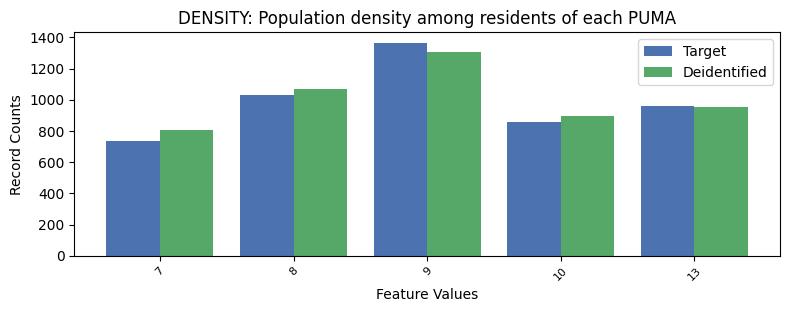 DENSITY: Population density among residents of each PUMA
Target
Deidentified
Record Counts
1400
1200
1000
800
600
400
200
0
7
8
9
10
13
Feature Values